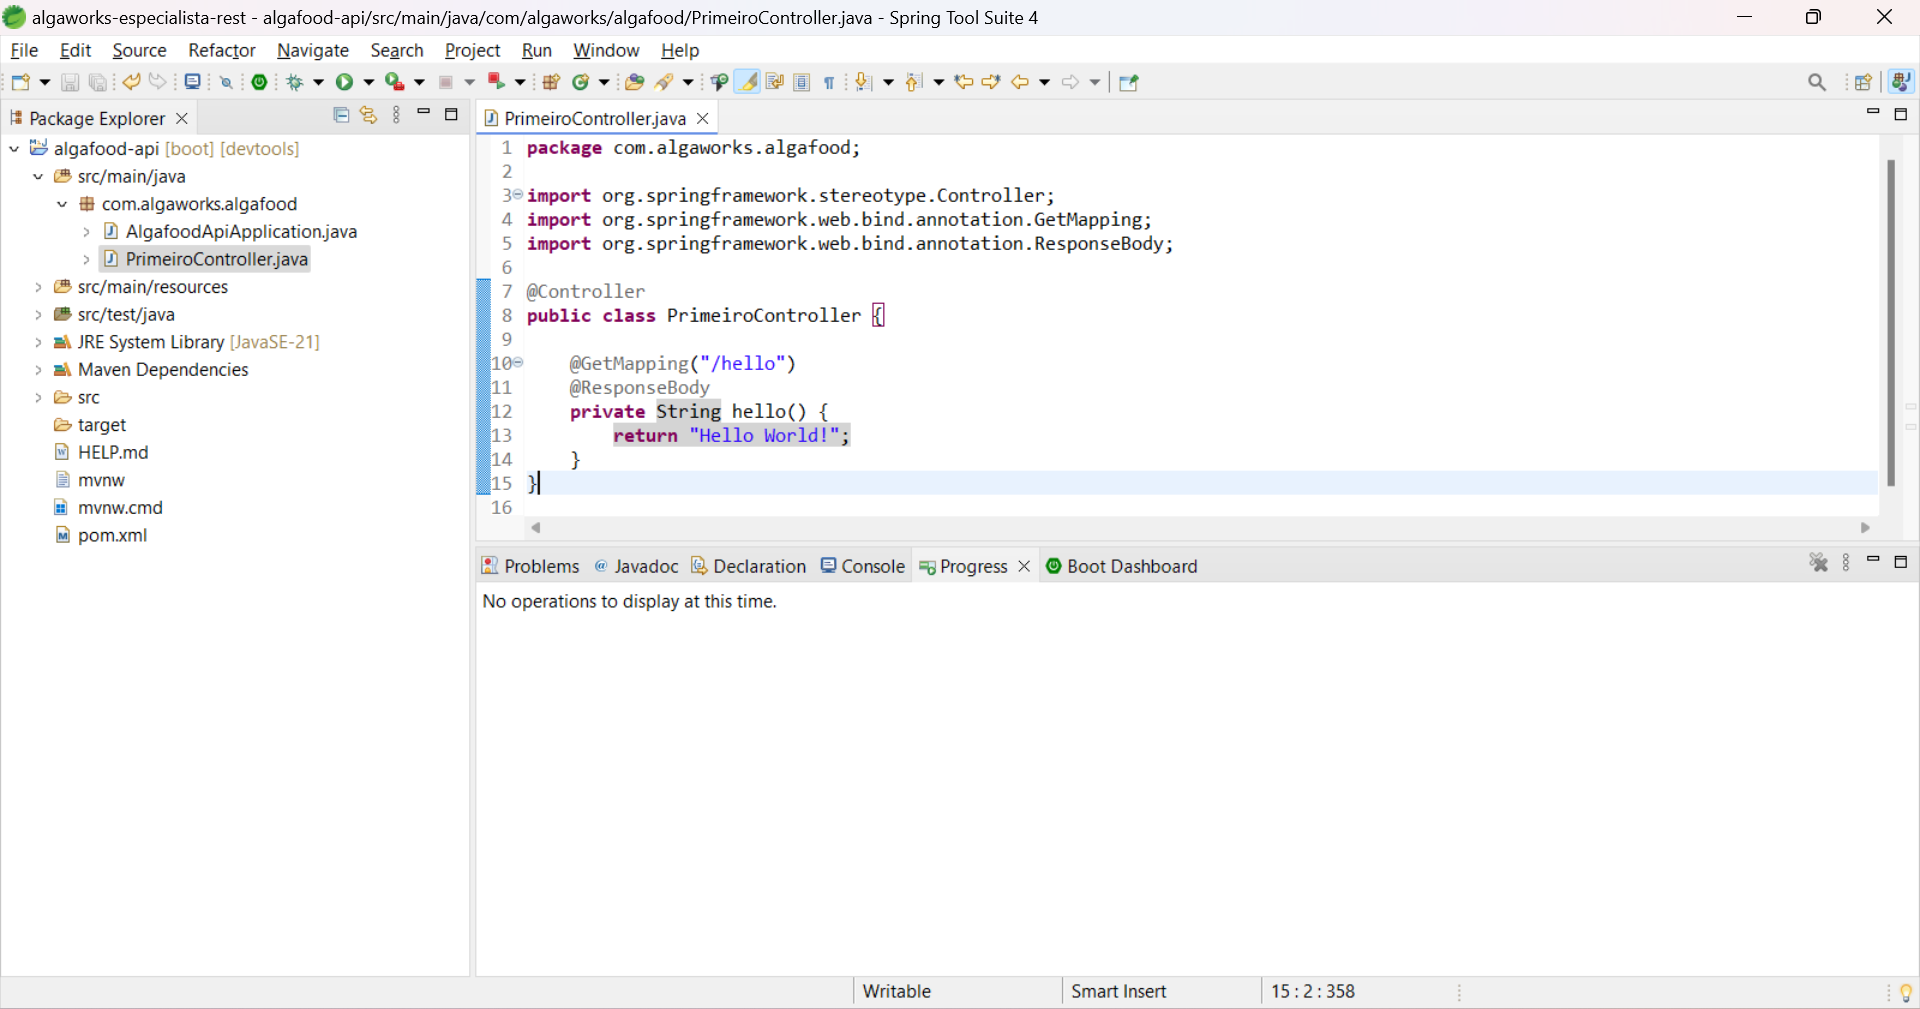 algaworks-especialista-rest - algafood-api/src/main/java/com/algaworks/algafood/PrimeiroController.java - Spring Tool Suite 4
File Edit Source Refactor Navigate Search Project Run Window Help
Package Explorer
algafood-api [boot] [devtools]
src/main/java
com.algaworks.algafood
AlgafoodApiApplication.java
PrimeiroController.java
src/main/resources
src/test/java
JRE System Library [JavaSE-21]
Maven Dependencies
src
target
HELP.md
mvnw
mvnw.cmd
pom.xml
PrimeiroController.java
1 package com.algaworks.algafood;
2
3 import org.springframework.stereotype.Controller;
4 import org.springframework.web.bind.annotation.GetMapping;
5 import org.springframework.web.bind.annotation.ResponseBody;
6
7 @Controller
8 public class PrimeiroController {
9
10 @GetMapping("/hello")
11 @ResponseBody
12 private String hello() {
13 return "Hello World!";
14 }
15 }
16
Problems @ Javadoc Declaration Console Progress Boot Dashboard
No operations to display at this time.
Writable Smart Insert 15 : 2 : 358